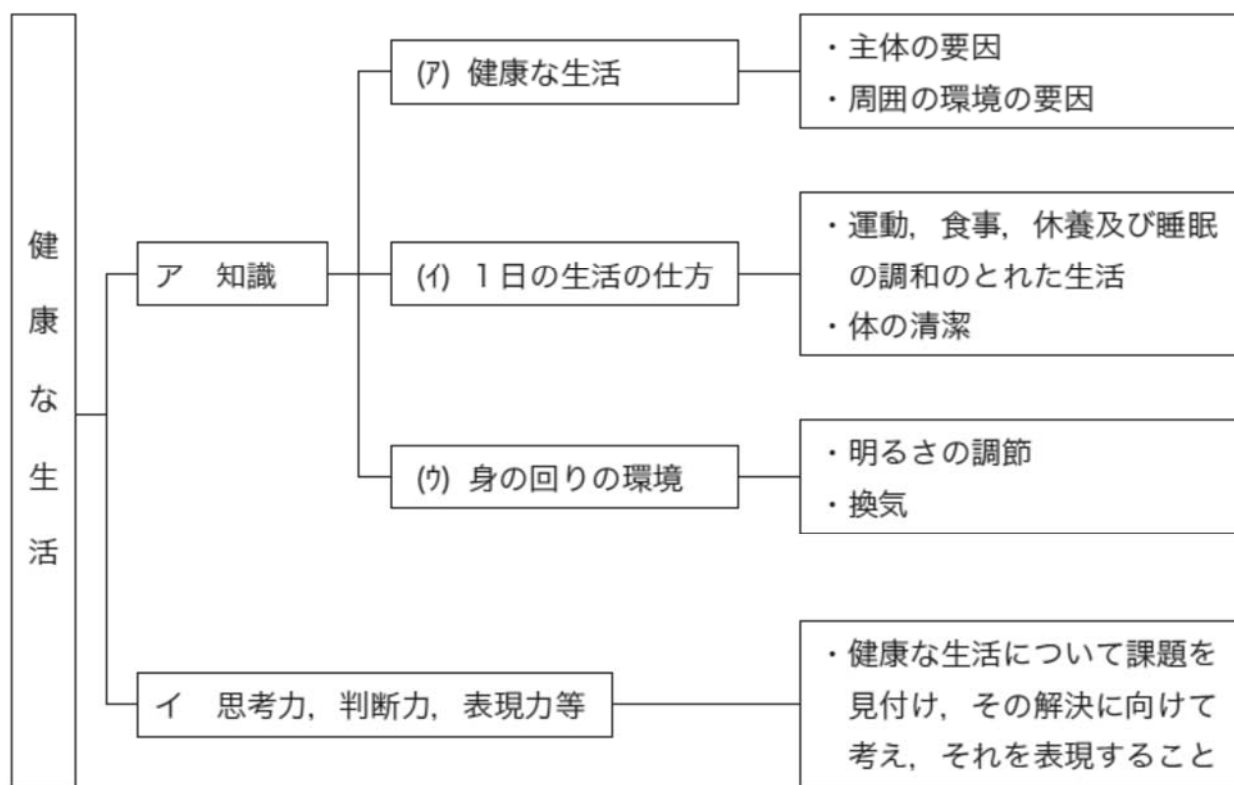 健康な生活
ア　知識
(ｱ) 健康な生活
・主体の要因
・周囲の環境の要因
(ｲ) １日の生活の仕方
・運動，食事，休養及び睡眠
の調和のとれた生活
・体の清潔
(ｳ) 身の回りの環境
・明るさの調節
・換気
イ　思考力，判断力，表現力等
・健康な生活について課題を
見付け，その解決に向けて
考え，それを表現すること